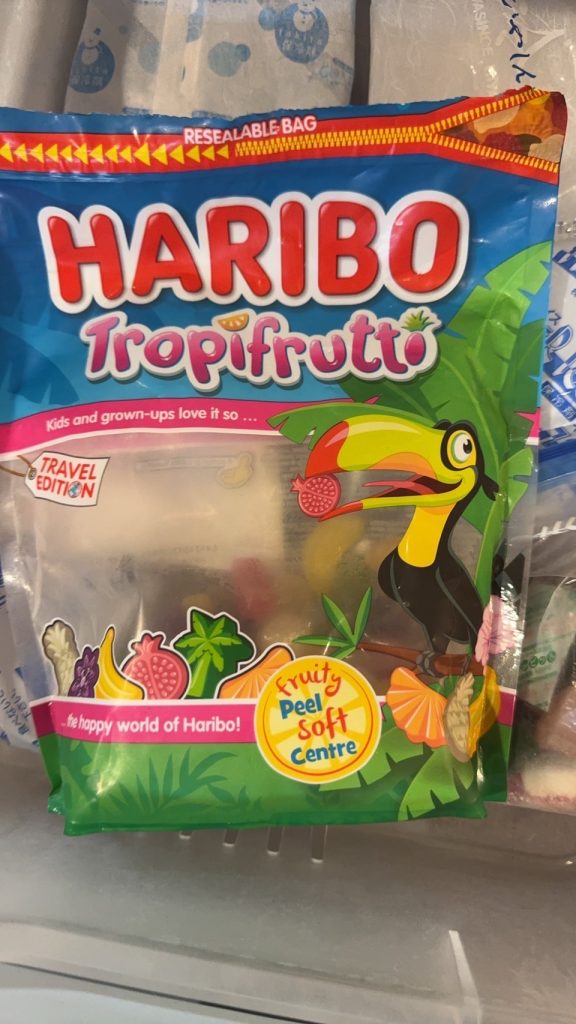 RESEALABLE BAG
HARIBO
Tropifrutti
Kids and grown-ups love it so ...
TRAVEL
EDITION
fruity
Peel
Soft
Centre
...the happy world of Haribo!